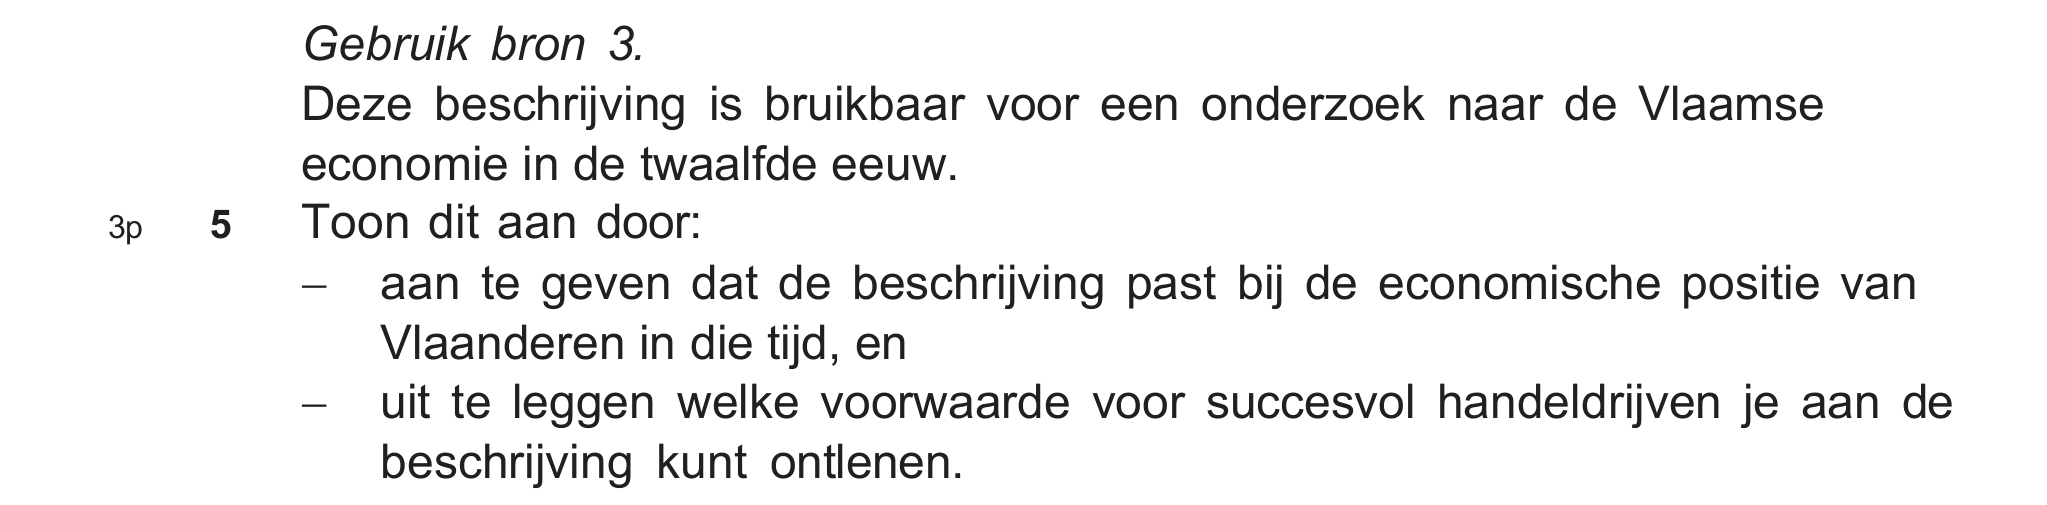 Gebruik bron 3.
Deze beschrijving is bruikbaar voor een onderzoek naar de Vlaamse
economie in de twaalfde eeuw.
3p 5 Toon dit aan door:
– aan te geven dat de beschrijving past bij de economische positie van
Vlaanderen in die tijd, en
– uit te leggen welke voorwaarde voor succesvol handeldrijven je aan de
beschrijving kunt ontlenen.